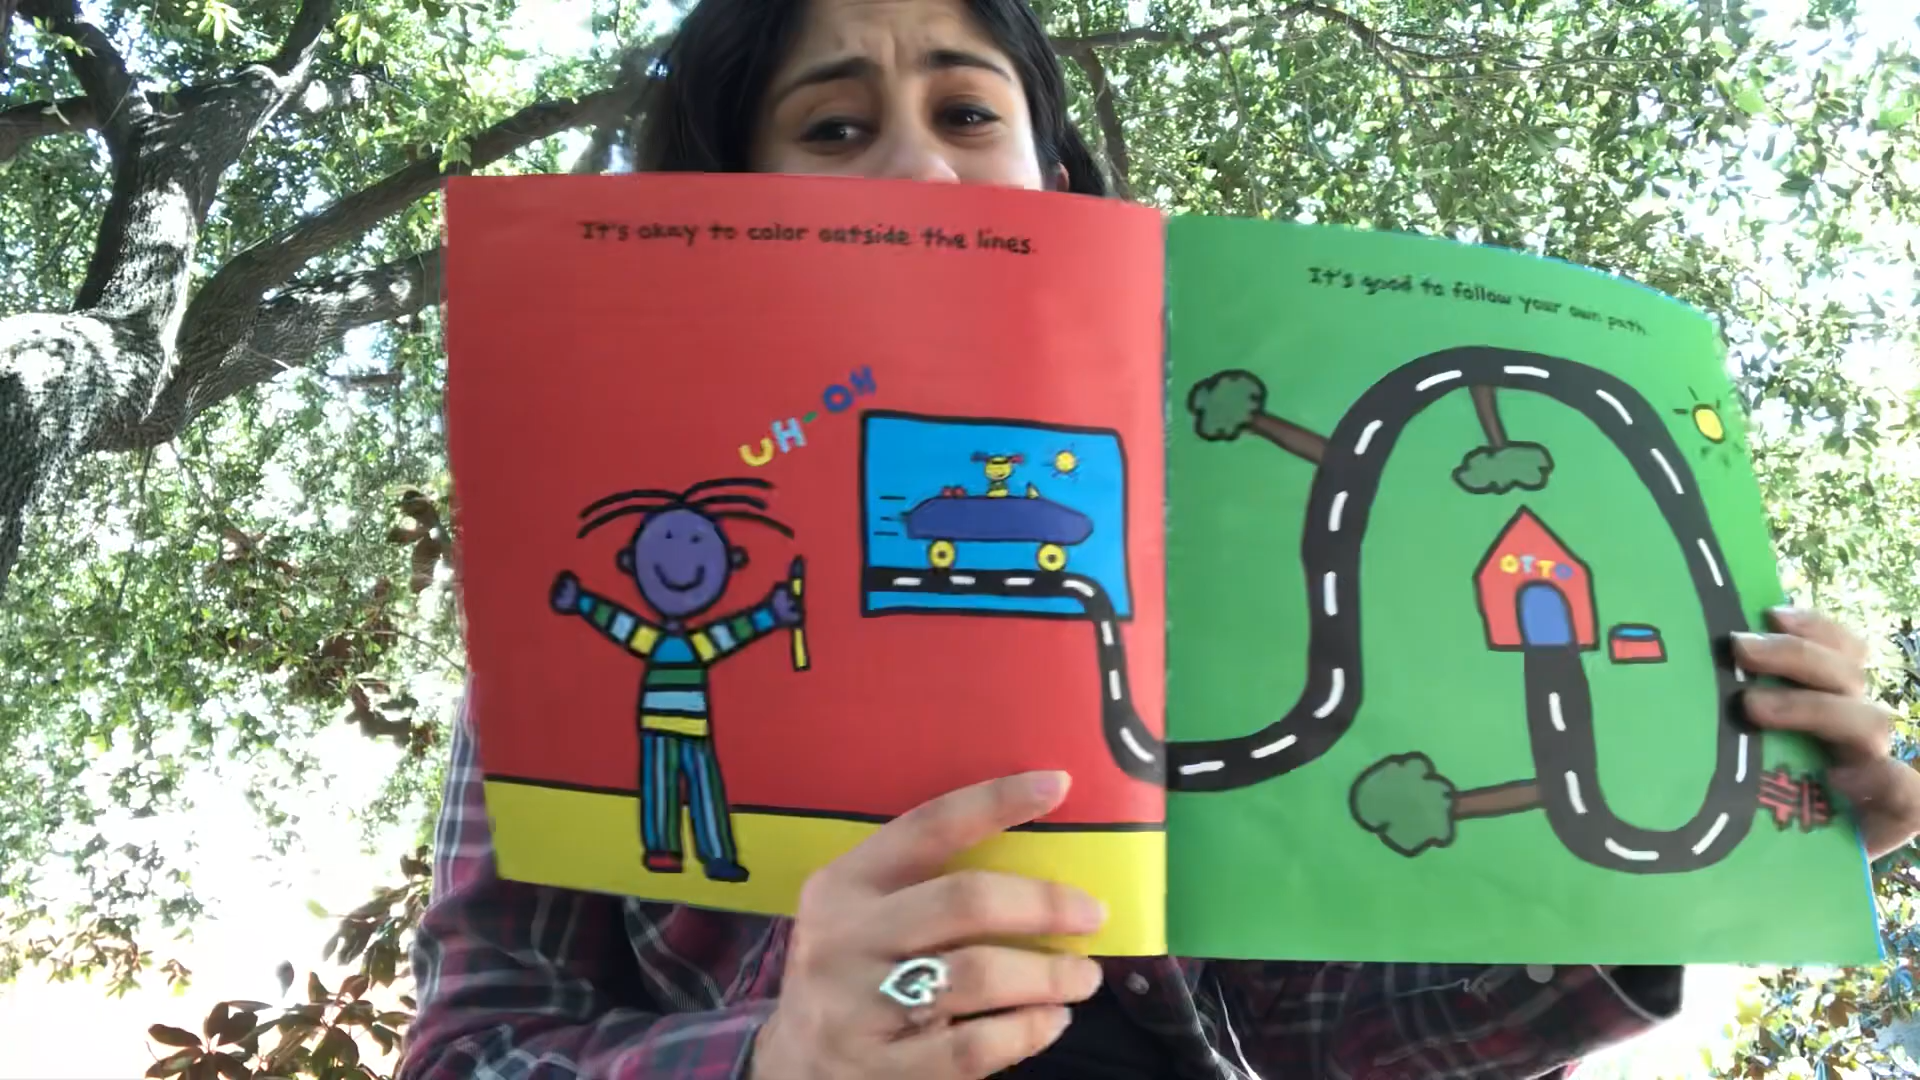 It's okay to color outside the lines.
UH-OH
It's good to follow your own path.
OTTO